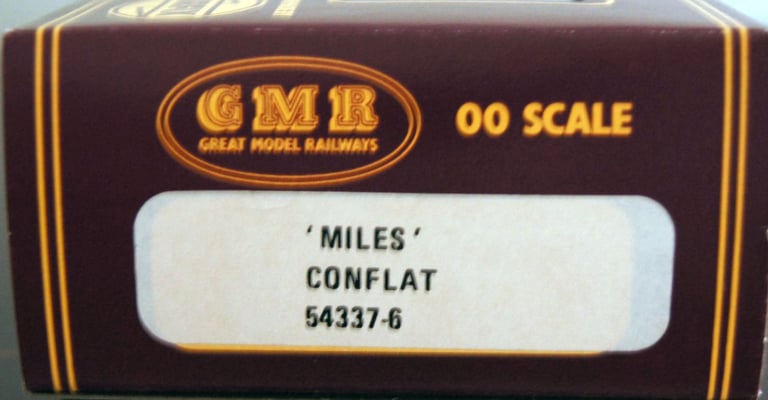 GMR
GREAT MODEL RAILWAYS
OO SCALE
'MILES'
CONFLAT
54337-6